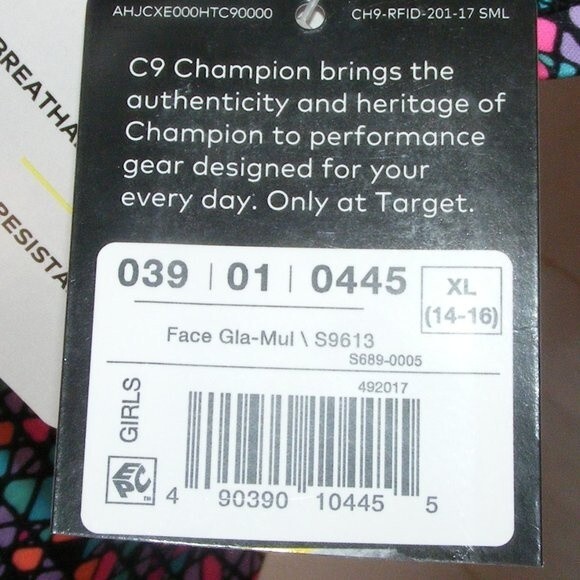 AHJCXE000HTC90000
CH9-RFID-201-17 SML
C9 Champion brings the
authenticity and heritage of
Champion to performance
gear designed for your
every day. Only at Target.
039 | 01 | 0445
XL
(14-16)
Face Gla-Mul \ S9613
S689-0005
492017
GIRLS
EPC™
4 90390 10445 5